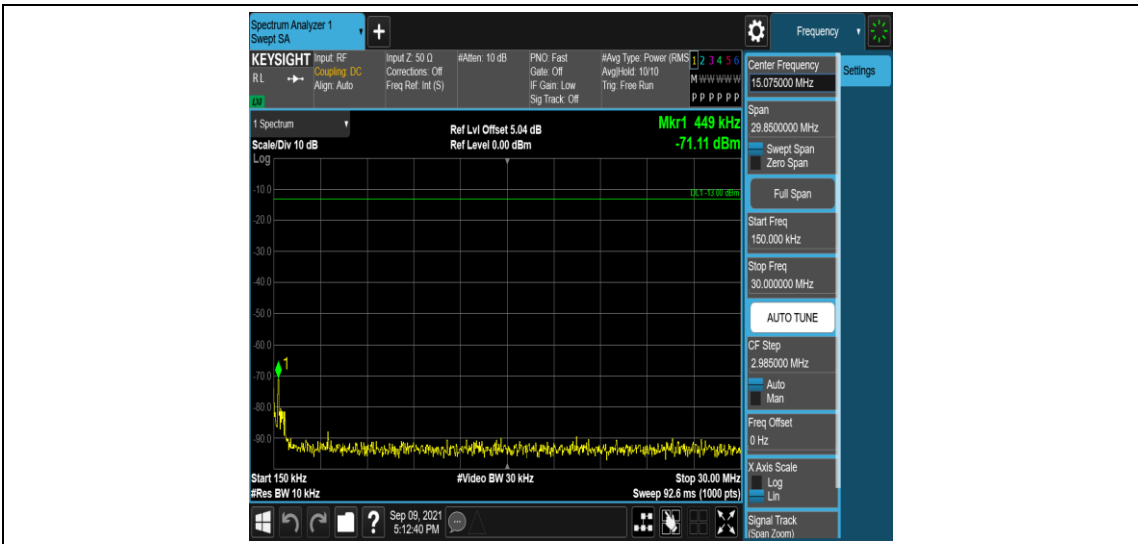 Spectrum Analyzer 1
Swept SA
+
Frequency
KEYSIGHT
RL
LXI
Input: RF
Coupling: DC
Align: Auto
Input Z: 50 Ω
Corrections: Off
Freq Ref: Int (S)
#Atten: 10 dB
PNO: Fast
Gate: Off
IF Gain: Low
Sig Track: Off
#Avg Type: Power (RMS
Avg|Hold: 10/10
Trig: Free Run
1 2 3 4 5 6
M W W W W W
P P P P P P
Center Frequency
15.075000 MHz
Settings
Span
29.8500000 MHz
Swept Span
Zero Span
Full Span
Start Freq
150.000 kHz
Stop Freq
30.000000 MHz
AUTO TUNE
CF Step
2.985000 MHz
Auto
Man
Freq Offset
0 Hz
X Axis Scale
Log
Lin
Signal Track
(Span Zoom)
1 Spectrum
Scale/Div 10 dB
Log
Ref Lvl Offset 5.04 dB
Ref Level 0.00 dBm
Mkr1 449 kHz
-71.11 dBm
DL1 -13.00 dBm
-10.0
-20.0
-30.0
-40.0
-50.0
-60.0
-70.0
-80.0
-90.0
1
Start 150 kHz
#Video BW 30 kHz
Stop 30.00 MHz
#Res BW 10 kHz
Sweep 92.6 ms (1000 pts)
?
Sep 09, 2021
5:12:40 PM